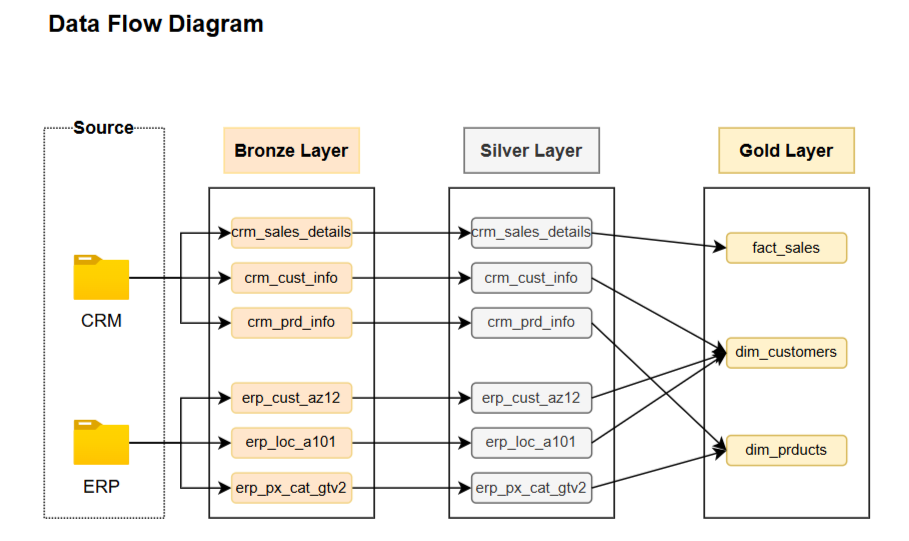 Data Flow Diagram
Source
CRM
ERP
Bronze Layer
crm_sales_details
crm_cust_info
crm_prd_info
erp_cust_az12
erp_loc_a101
erp_px_cat_gtv2
Silver Layer
crm_sales_details
crm_cust_info
crm_prd_info
erp_cust_az12
erp_loc_a101
erp_px_cat_gtv2
Gold Layer
fact_sales
dim_customers
dim_prducts